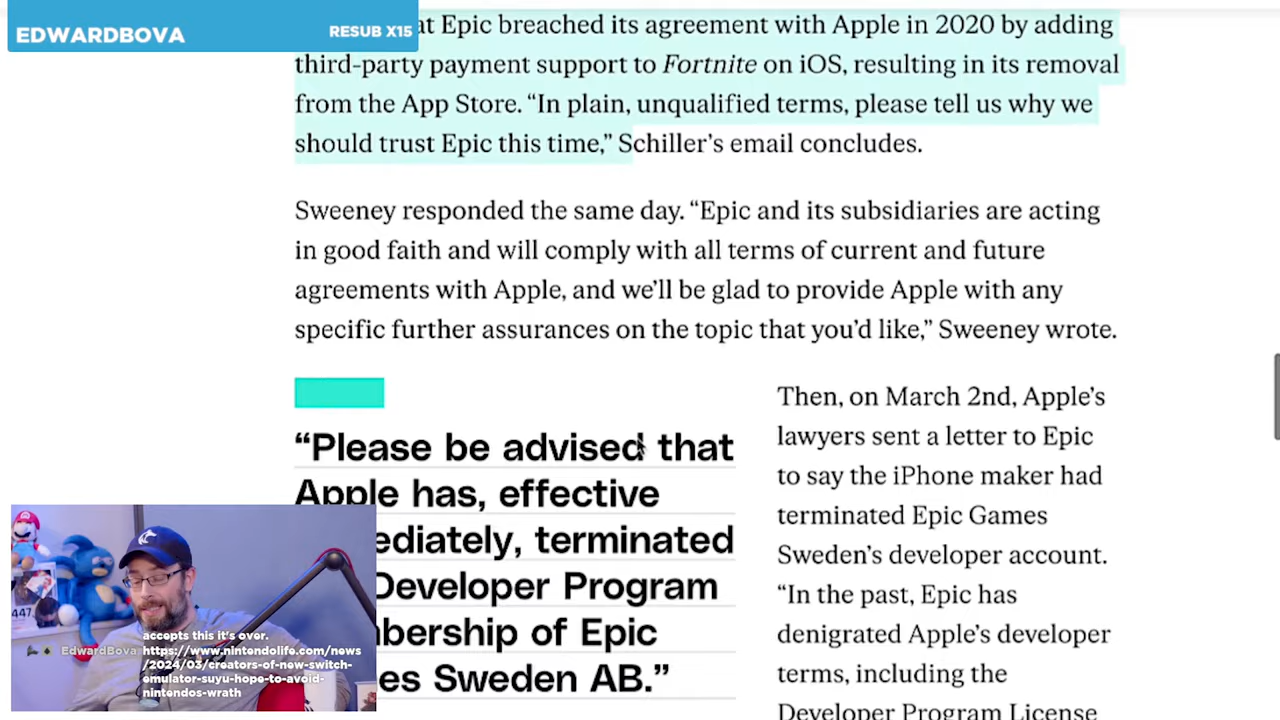 EDWARDBOVA
RESUB X15
at Epic breached its agreement with Apple in 2020 by adding
third-party payment support to Fortnite on iOS, resulting in its removal
from the App Store. “In plain, unqualified terms, please tell us why we
should trust Epic this time,” Schiller’s email concludes.
Sweeney responded the same day. “Epic and its subsidiaries are acting
in good faith and will comply with all terms of current and future
agreements with Apple, and we’ll be glad to provide Apple with any
specific further assurances on the topic that you’d like,” Sweeney wrote.
“Please be advised that
Apple has, effective
ediately, terminated
Developer Program
bership of Epic
es Sweden AB.”
Then, on March 2nd, Apple’s
lawyers sent a letter to Epic
to say the iPhone maker had
terminated Epic Games
Sweden’s developer account.
“In the past, Epic has
denigrated Apple’s developer
terms, including the
Developer Program License
447
accepts this it's over.
EdwardBova: https://www.nintendolife.com/news
/2024/03/creators-of-new-switch-
emulator-suyu-hope-to-avoid-
nintendos-wrath